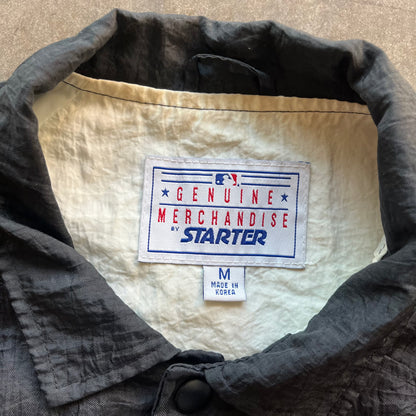 GENUINE
MERCHANDISE
BY STARTER
M
MADE IN
KOREA